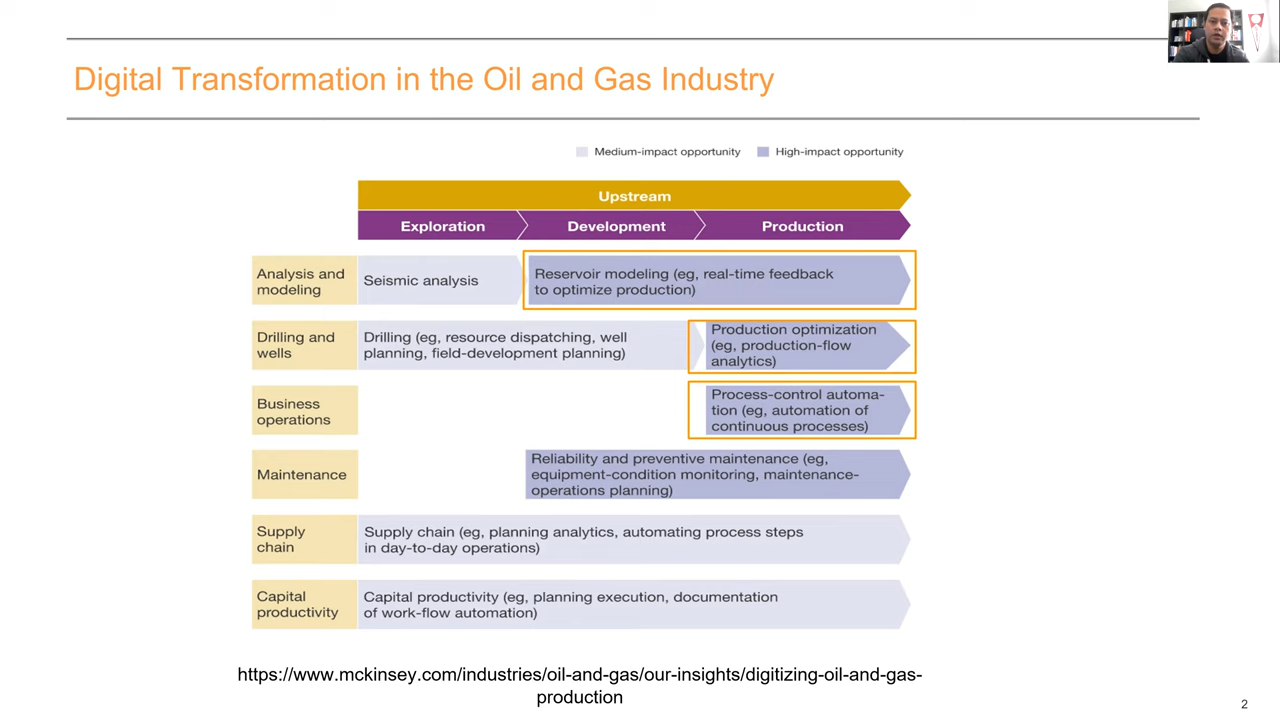 Digital Transformation in the Oil and Gas Industry
Medium-impact opportunity
High-impact opportunity
Upstream
Exploration
Development
Production
Analysis and
modeling
Seismic analysis
Reservoir modeling (eg, real-time feedback
to optimize production)
Drilling and
wells
Drilling (eg, resource dispatching, well
planning, field-development planning)
Production optimization
(eg, production-flow
analytics)
Business
operations
Process-control automa-
tion (eg, automation of
continuous processes)
Maintenance
Reliability and preventive maintenance (eg,
equipment-condition monitoring, maintenance-
operations planning)
Supply
chain
Supply chain (eg, planning analytics, automating process steps
in day-to-day operations)
Capital
productivity
Capital productivity (eg, planning execution, documentation
of work-flow automation)
https://www.mckinsey.com/industries/oil-and-gas/our-insights/digitizing-oil-and-gas-
production
2